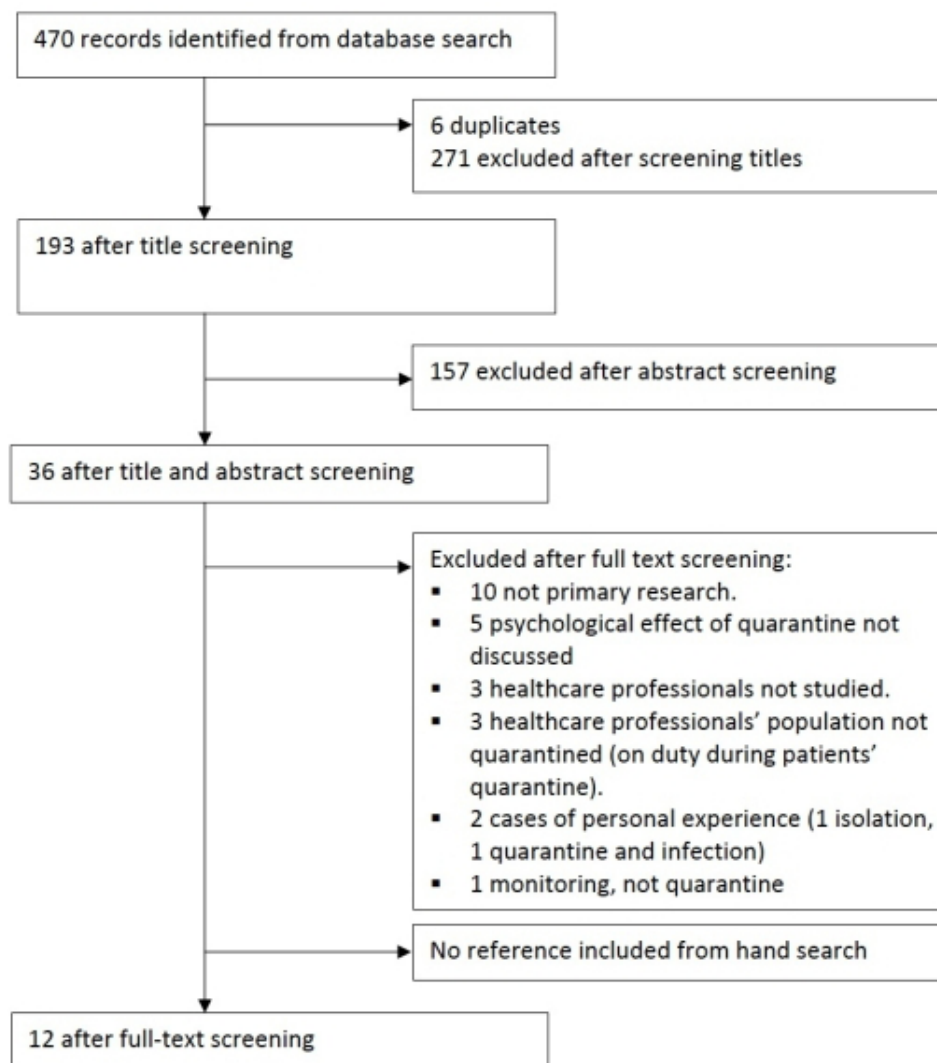 470 records identified from database search
6 duplicates
271 excluded after screening titles
193 after title screening
157 excluded after abstract screening
36 after title and abstract screening
Excluded after full text screening:
▪ 10 not primary research.
▪ 5 psychological effect of quarantine not
discussed
▪ 3 healthcare professionals not studied.
▪ 3 healthcare professionals’ population not
quarantined (on duty during patients’
quarantine).
▪ 2 cases of personal experience (1 isolation,
1 quarantine and infection)
▪ 1 monitoring, not quarantine
No reference included from hand search
12 after full-text screening